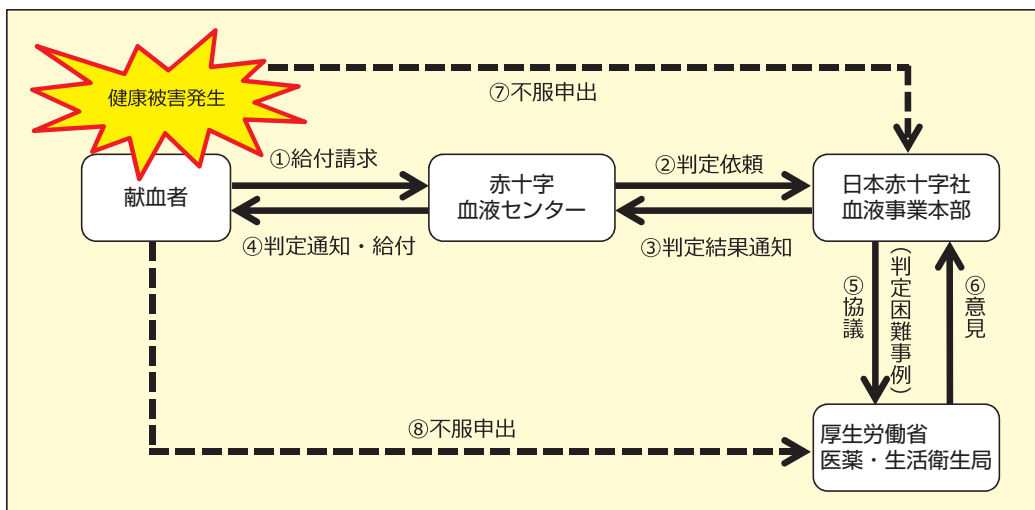 健康被害発生
⑦不服申出
①給付請求
②判定依頼
献血者
赤十字
血液センター
日本赤十字社
血液事業本部
④判定通知・給付
③判定結果通知
⑤協議
(判定困難事例)
⑥意見
⑧不服申出
厚生労働省
医薬・生活衛生局